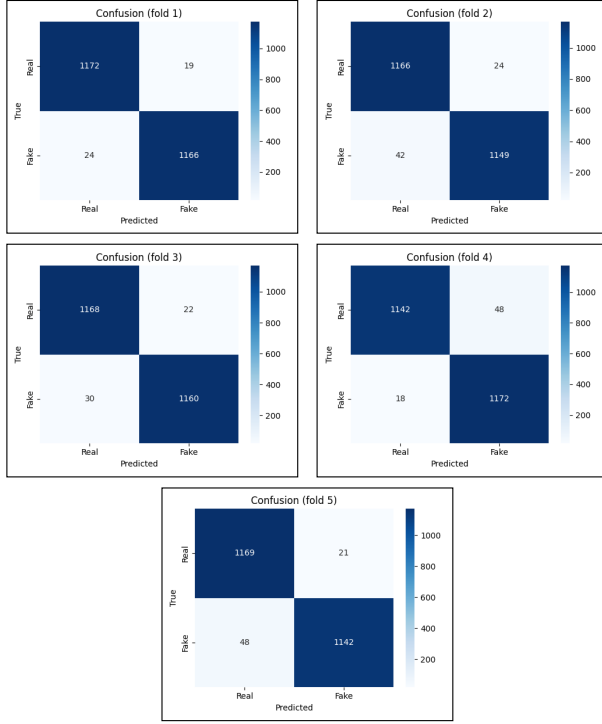 Confusion (fold 1)
True
Real
1172
19
Fake
24
1166
Real
Fake
Predicted
1000
800
600
400
200
Confusion (fold 2)
True
Real
1166
24
Fake
42
1149
Real
Fake
Predicted
1000
800
600
400
200
Confusion (fold 3)
True
Real
1168
22
Fake
30
1160
Real
Fake
Predicted
1000
800
600
400
200
Confusion (fold 4)
True
Real
1142
48
Fake
18
1172
Real
Fake
Predicted
1000
800
600
400
200
Confusion (fold 5)
True
Real
1169
21
Fake
48
1142
Real
Fake
Predicted
1000
800
600
400
200